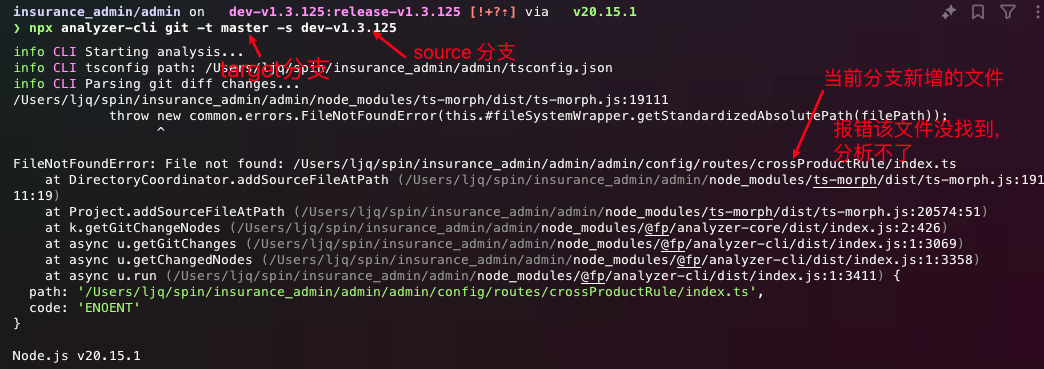 insurance_admin/admin on dev-v1.3.125:release-v1.3.125 [!+?⇡] via v20.15.1
❯ npx analyzer-cli git -t master -s dev-v1.3.125
info CLI Starting analysis...
source 分支
info CLI tsconfig path: /Users/ljq/spin/insurance_admin/admin/tsconfig.json
target分支
info CLI Parsing git diff changes...
当前分支新增的文件
/Users/ljq/spin/insurance_admin/admin/node_modules/ts-morph/dist/ts-morph.js:19111
throw new common.errors.FileNotFoundError(this.#fileSystemWrapper.getStandardizedAbsolutePath(filePath));
^
报错该文件没找到,
分析不了
FileNotFoundError: File not found: /Users/ljq/spin/insurance_admin/admin/admin/config/routes/crossProductRule/index.ts
at DirectoryCoordinator.addSourceFileAtPath (/Users/ljq/spin/insurance_admin/admin/node_modules/ts-morph/dist/ts-morph.js:191
11:19)
at Project.addSourceFileAtPath (/Users/ljq/spin/insurance_admin/admin/node_modules/ts-morph/dist/ts-morph.js:20574:51)
at k.getGitChangeNodes (/Users/ljq/spin/insurance_admin/admin/node_modules/@fp/analyzer-core/dist/index.js:2:426)
at async u.getGitChanges (/Users/ljq/spin/insurance_admin/admin/node_modules/@fp/analyzer-cli/dist/index.js:1:3069)
at async u.getChangedNodes (/Users/ljq/spin/insurance_admin/admin/node_modules/@fp/analyzer-cli/dist/index.js:1:3358)
at async u.run (/Users/ljq/spin/insurance_admin/admin/node_modules/@fp/analyzer-cli/dist/index.js:1:3411) {
path: '/Users/ljq/spin/insurance_admin/admin/admin/config/routes/crossProductRule/index.ts',
code: 'ENOENT'
}
Node.js v20.15.1